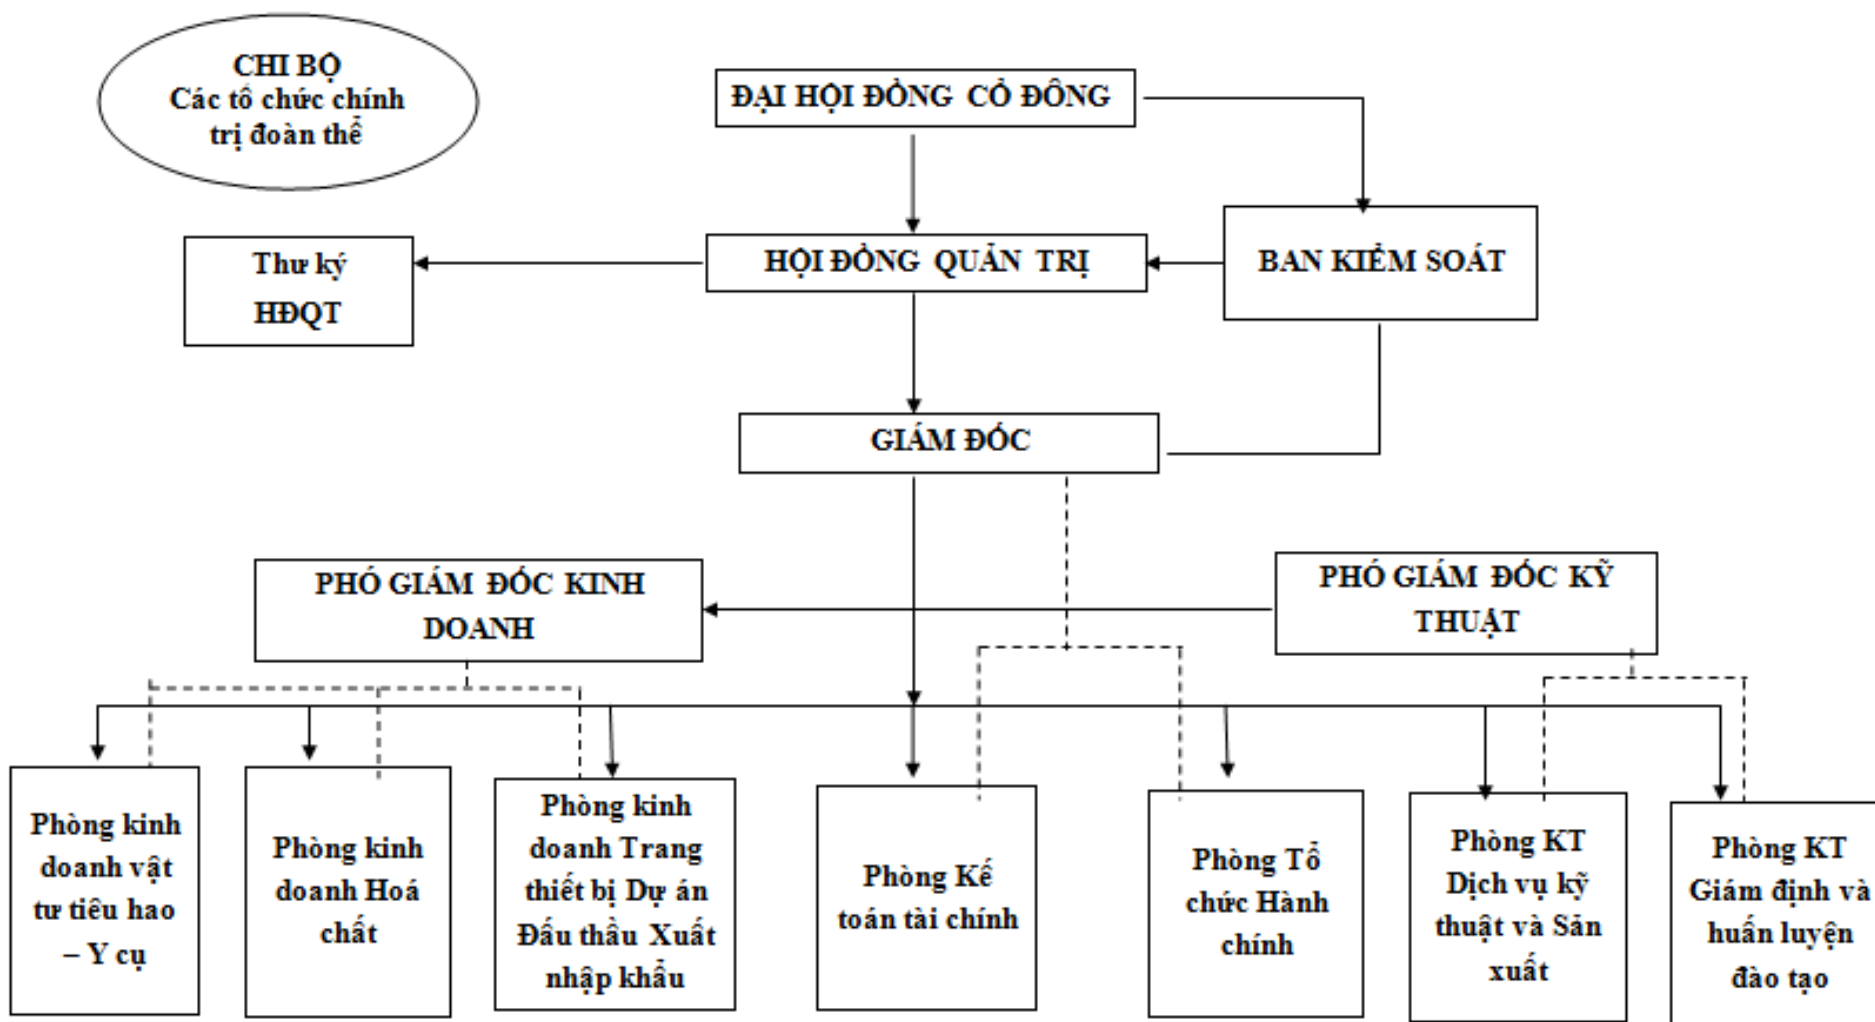 CHI BỘ
Các tổ chức chính
trị đoàn thể
ĐẠI HỘI ĐỒNG CỔ ĐÔNG
Thư ký
HĐQT
HỘI ĐỒNG QUẢN TRỊ
BAN KIỂM SOÁT
GIÁM ĐỐC
PHÓ GIÁM ĐỐC KINH
DOANH
PHÓ GIÁM ĐỐC KỸ
THUẬT
Phòng kinh
doanh vật
tư tiêu hao
– Y cụ
Phòng kinh
doanh Hoá
chất
Phòng kinh
doanh Trang
thiết bị Dự án
Đấu thầu Xuất
nhập khẩu
Phòng Kế
toán tài chính
Phòng Tổ
chức Hành
chính
Phòng KT
Dịch vụ kỹ
thuật và Sản
xuất
Phòng KT
Giám định và
huấn luyện
đào tạo